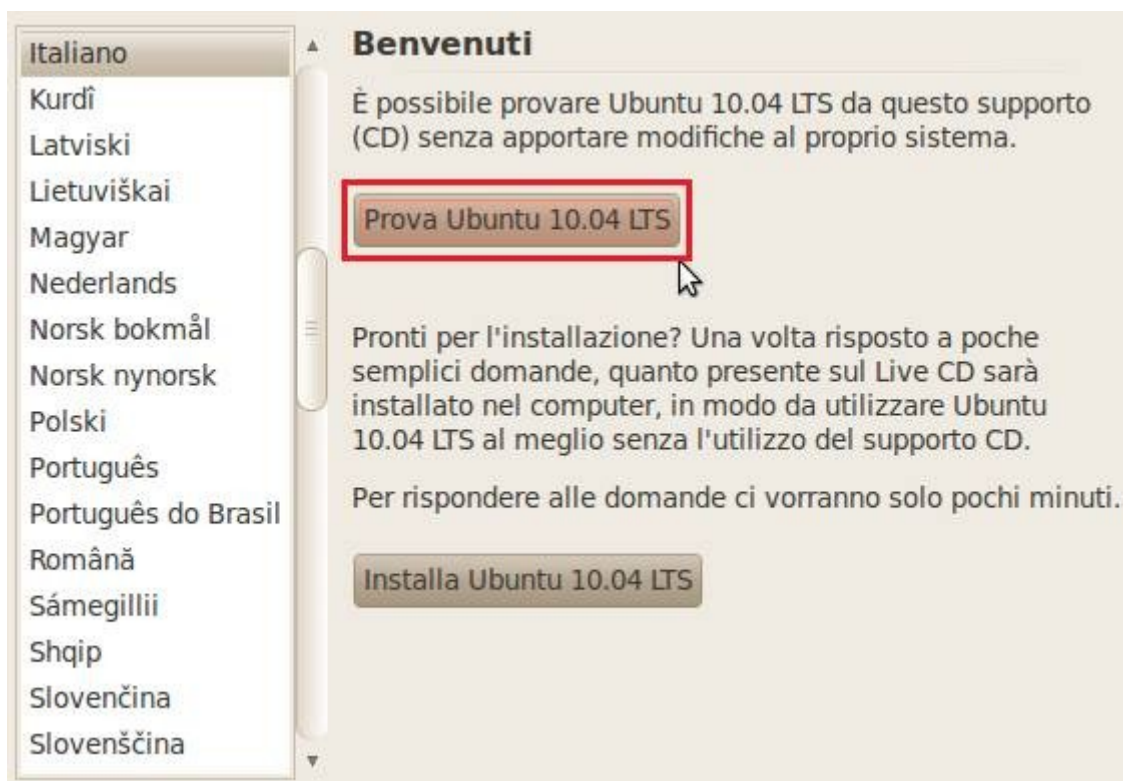 Italiano
Kurdî
Latviski
Lietuviškai
Magyar
Nederlands
Norsk bokmål
Norsk nynorsk
Polski
Português
Português do Brasil
Română
Sámegillii
Shqip
Slovenčina
Slovenščina
Benvenuti
È possibile provare Ubuntu 10.04 LTS da questo supporto
(CD) senza apportare modifiche al proprio sistema.
Prova Ubuntu 10.04 LTS
Pronti per l'installazione? Una volta risposto a poche
semplici domande, quanto presente sul Live CD sarà
installato nel computer, in modo da utilizzare Ubuntu
10.04 LTS al meglio senza l'utilizzo del supporto CD.
Per rispondere alle domande ci vorranno solo pochi minuti.
Installa Ubuntu 10.04 LTS